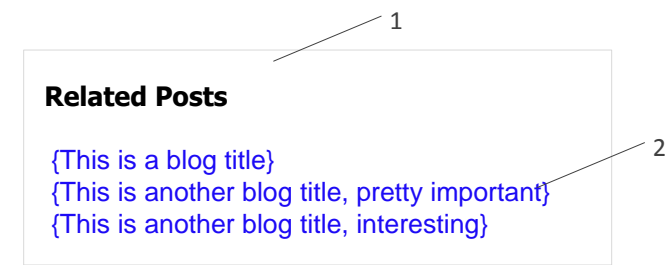 1
Related Posts
{This is a blog title}
{This is another blog title, pretty important}
2
{This is another blog title, interesting}